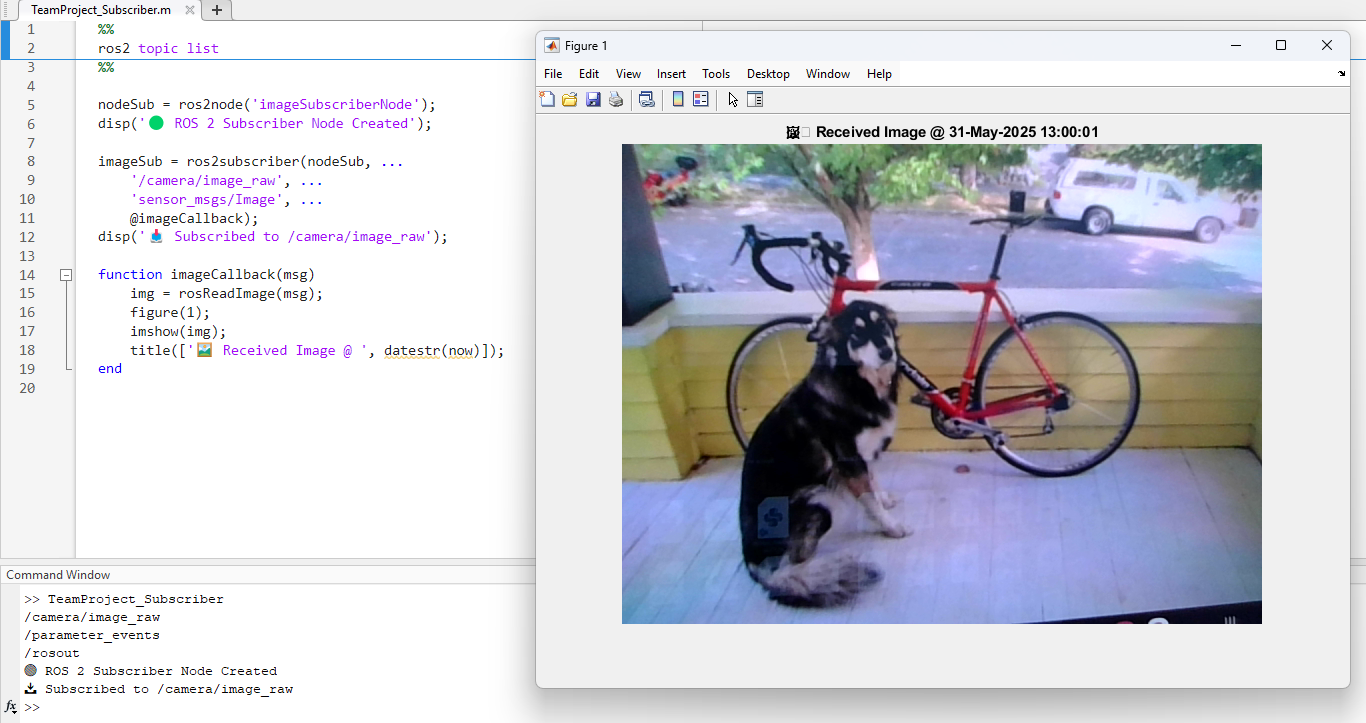 TeamProject_Subscriber.m
1 %%
2 ros2 topic list
3 %%
4
5 nodeSub = ros2node('imageSubscriberNode');
6 disp('🟢 ROS 2 Subscriber Node Created');
7
8 imageSub = ros2subscriber(nodeSub, ...
9 '/camera/image_raw', ...
10 'sensor_msgs/Image', ...
11 @imageCallback);
12 disp('📥 Subscribed to /camera/image_raw');
13
14 function imageCallback(msg)
15 img = rosReadImage(msg);
16 figure(1);
17 imshow(img);
18 title(['🖼️ Received Image @ ', datestr(now)]);
19 end
20
Figure 1
File Edit View Insert Tools Desktop Window Help
🖼 Received Image @ 31-May-2025 13:00:01
Command Window
>> TeamProject_Subscriber
/camera/image_raw
/parameter_events
/rosout
ROS 2 Subscriber Node Created
Subscribed to /camera/image_raw
fx >>